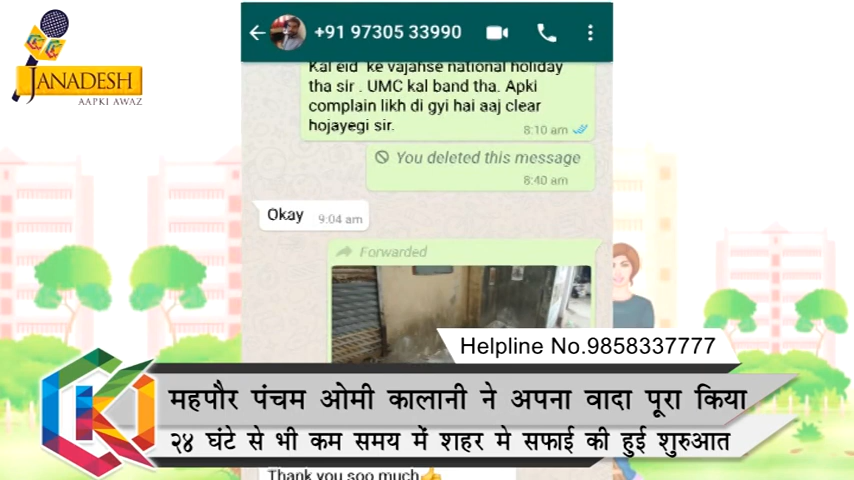 JANADESH
AAPKI AWAZ
+91 97305 33990
Kal eid ke vajahse national holiday
tha sir . UMC kal band tha. Apki
complain likh di gyi hai aaj clear
hojayegi sir.
8:10 am
You deleted this message
8:40 am
Okay 9:04 am
Forwarded
Helpline No.9858337777
महपौर पंचम ओमी कालानी ने अपना वादा पूरा किया
२४ घंटे से भी कम समय में शहर मे सफाई की हुई शुरुआत
Thank you soo much👍